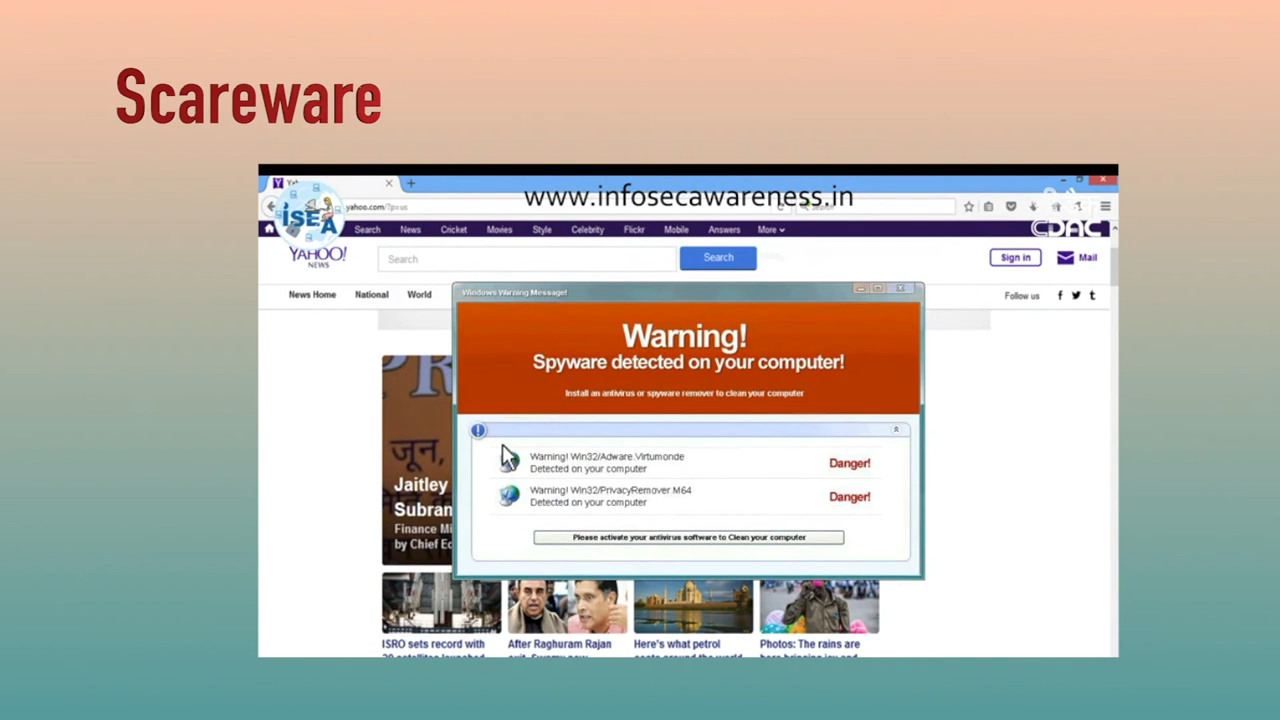 Scareware
www.infosecawareness.in
ISEA
CDAC
yahoo.com/?p=us
Search
Search News Cricket Movies Style Celebrity Flickr Mobile Answers More
YAHOO!
NEWS
Search
Search
Sign in
Mail
News Home National World
Follow us
Windows Warning Message!
Warning!
Spyware detected on your computer!
Install an antivirus or spyware remover to clean your computer
Warning! Win32/Adware.Virtumonde
Detected on your computer
Danger!
Warning! Win32/PrivacyRemover.M64
Detected on your computer
Danger!
Please activate your antivirus software to Clean your computer
जून,
Jaitley
Subran
Finance Mi
by Chief Ec
ISRO sets record with
After Raghuram Rajan
Here's what petrol
Photos: The rains are